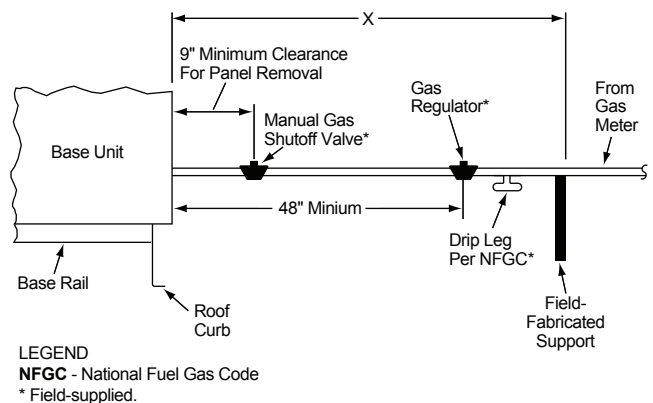 X
9" Minimum Clearance
For Panel Removal
Gas
Regulator*
From
Gas
Meter
Manual Gas
Shutoff Valve*
Base Unit
48" Minium
Drip Leg
Per NFGC*
Base Rail
Roof
Curb
Field-
Fabricated
Support
LEGEND
NFGC - National Fuel Gas Code
* Field-supplied.